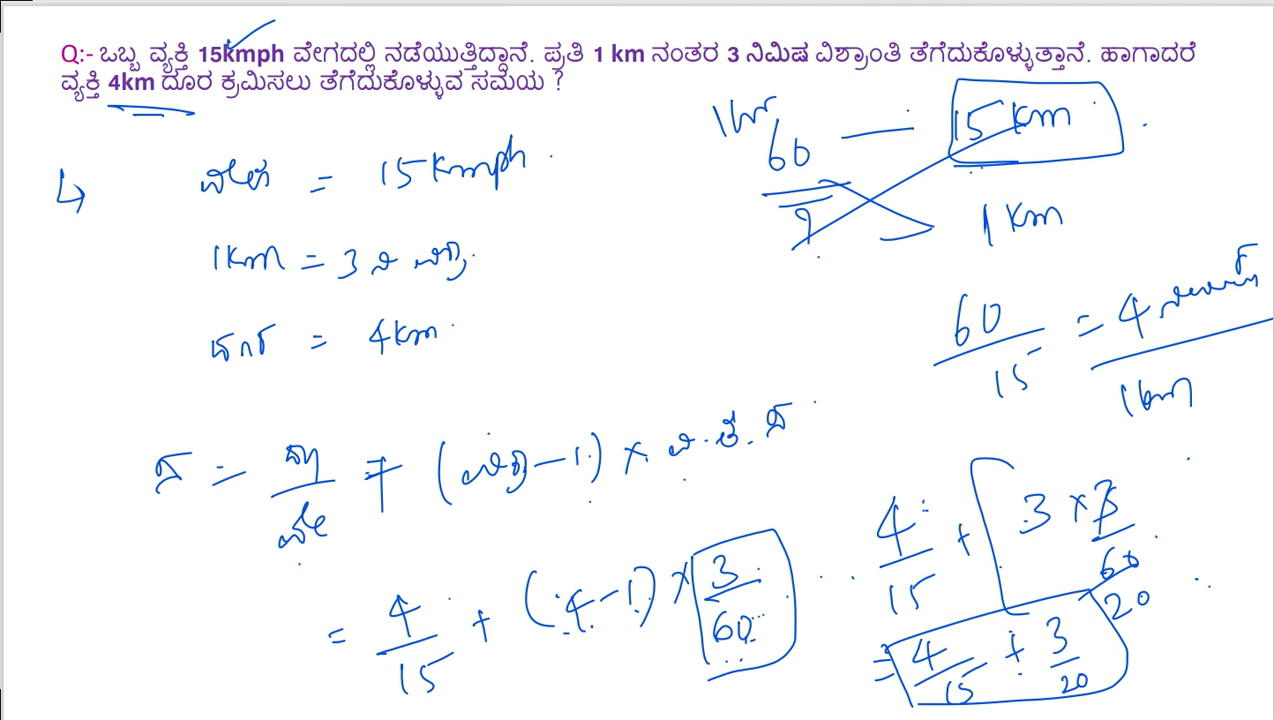 Q:- ಒಬ್ಬ ವ್ಯಕ್ತಿ 15kmph ವೇಗದಲ್ಲಿ ನಡೆಯುತ್ತಿದ್ದಾನೆ. ಪ್ರತಿ 1 km ನಂತರ 3 ನಿಮಿಷ ವಿಶ್ರಾಂತಿ ತೆಗೆದುಕೊಳ್ಳುತ್ತಾನೆ. ಹಾಗಾದರೆ
ವ್ಯಕ್ತಿ 4km ದೂರ ಕ್ರಮಿಸಲು ತೆಗೆದುಕೊಳ್ಳುವ ಸಮಯ ?
1hr
60 — 15 km
? 1 km
= 15 kmph
1km = 3 ನಿ
= 4km
60/15 = 4
1km
= + ( -1) ×
= 4/15 + (4-1) × 3/60
4/15 + [3 × 3/60
20
= 4/15 + 3/20